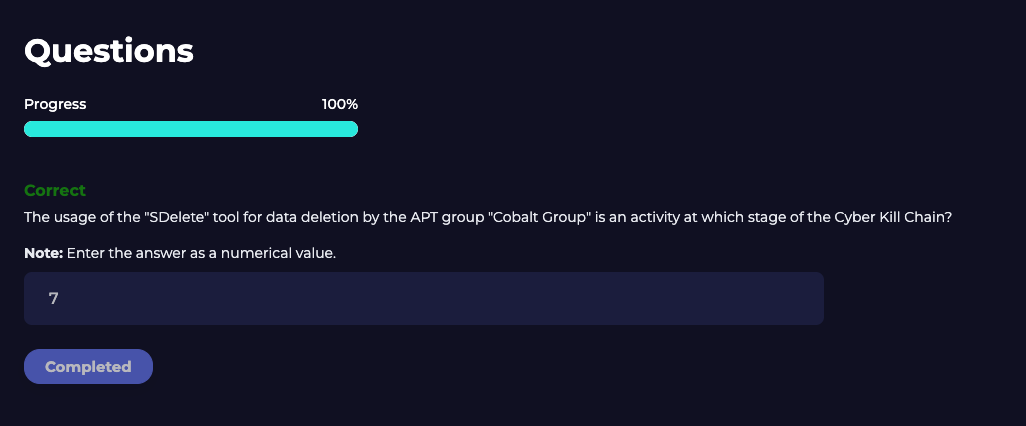 Questions
Progress 100%
Correct
The usage of the "SDelete" tool for data deletion by the APT group "Cobalt Group" is an activity at which stage of the Cyber Kill Chain?
Note: Enter the answer as a numerical value.
7
Completed